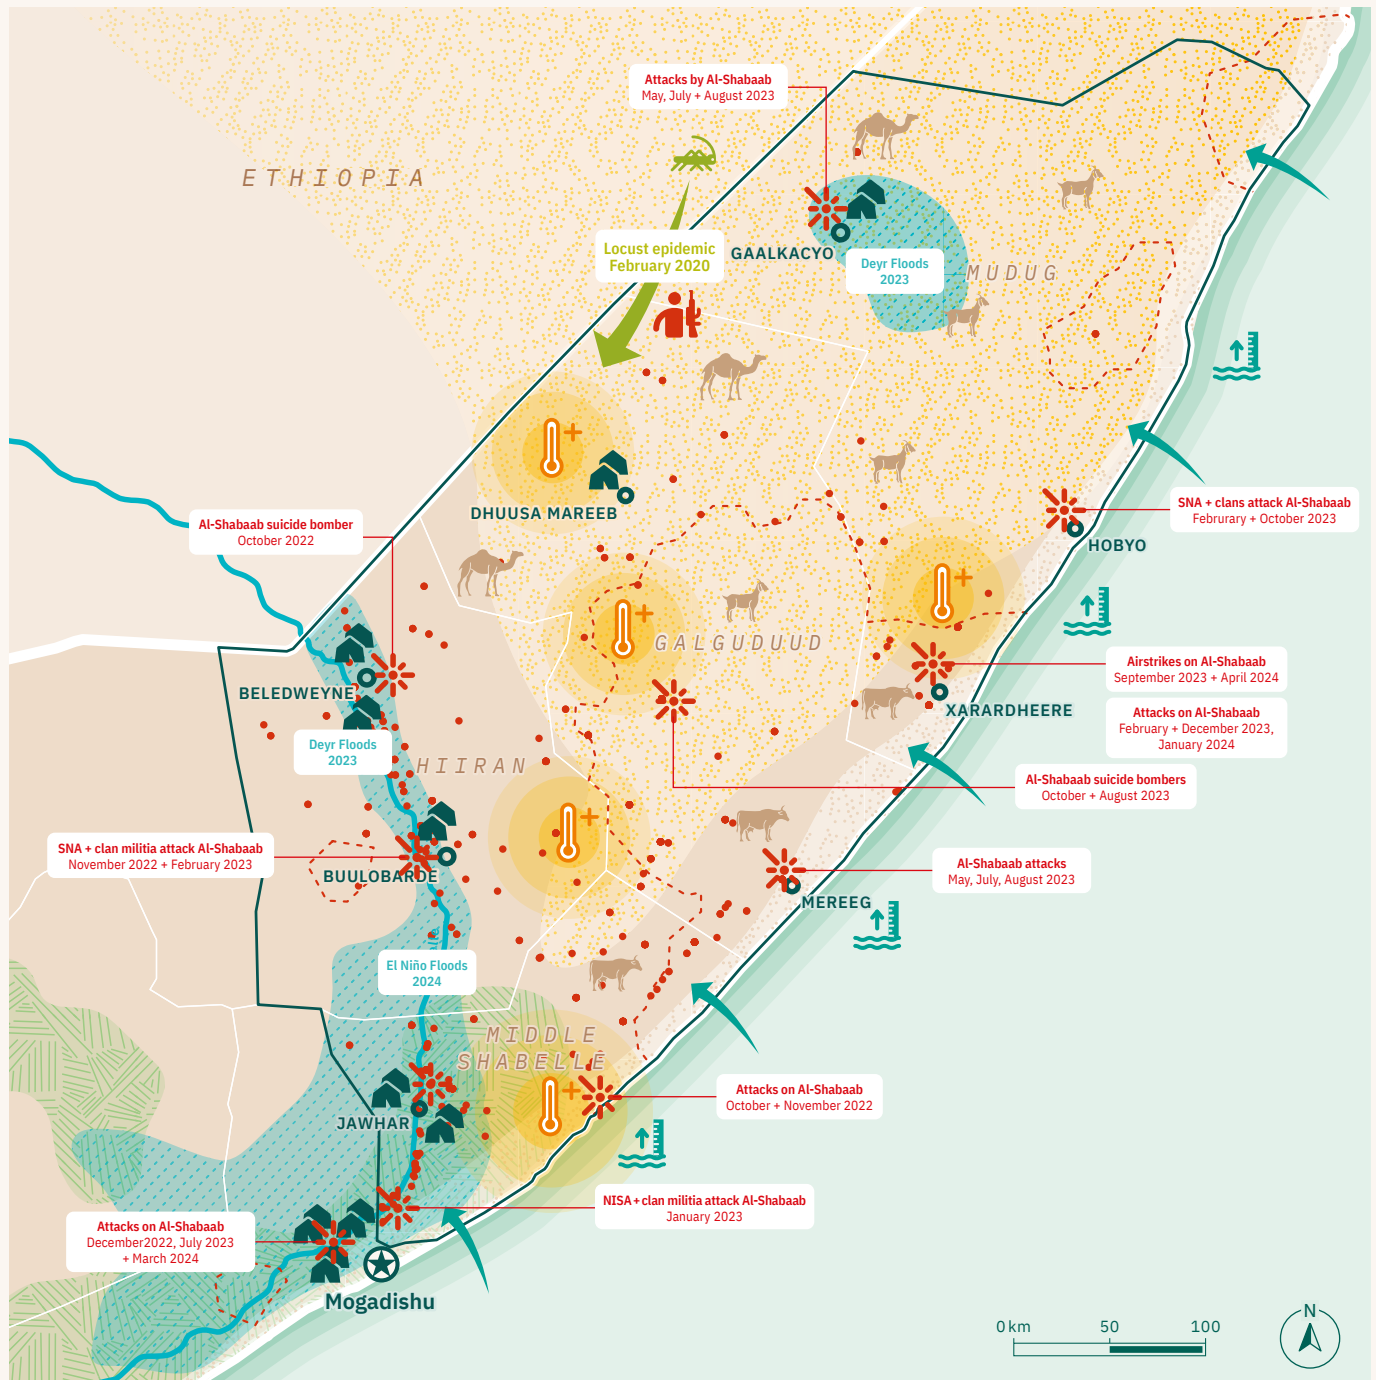 Attacks by Al-Shabaab
May, July + August 2023
ETHIOPIA
Locust epidemic
February 2020
GAALKACYO
Deyr Floods
2023
MUDUG
DHUUSA MAREEB
Al-Shabaab suicide bomber
October 2022
SNA + clans attack Al-Shabaab
Februrary + October 2023
HOBYO
GALGUDUUD
Airstrikes on Al-Shabaab
September 2023 + April 2024
BELEDWEYNE
XARARDHEERE
Attacks on Al-Shabaab
February + December 2023,
January 2024
Deyr Floods
2023
HIIRAN
Al-Shabaab suicide bombers
October + August 2023
SNA + clan militia attack Al-Shabaab
November 2022 + February 2023
BUULOBARDE
Al-Shabaab attacks
May, July, August 2023
MEREEG
El Niño Floods
2024
MIDDLE
SHABELLE
Attacks on Al-Shabaab
October + November 2022
JAWHAR
NISA + clan militia attack Al-Shabaab
January 2023
Attacks on Al-Shabaab
December2022, July 2023
+ March 2024
Mogadishu
0 km 50 100
N